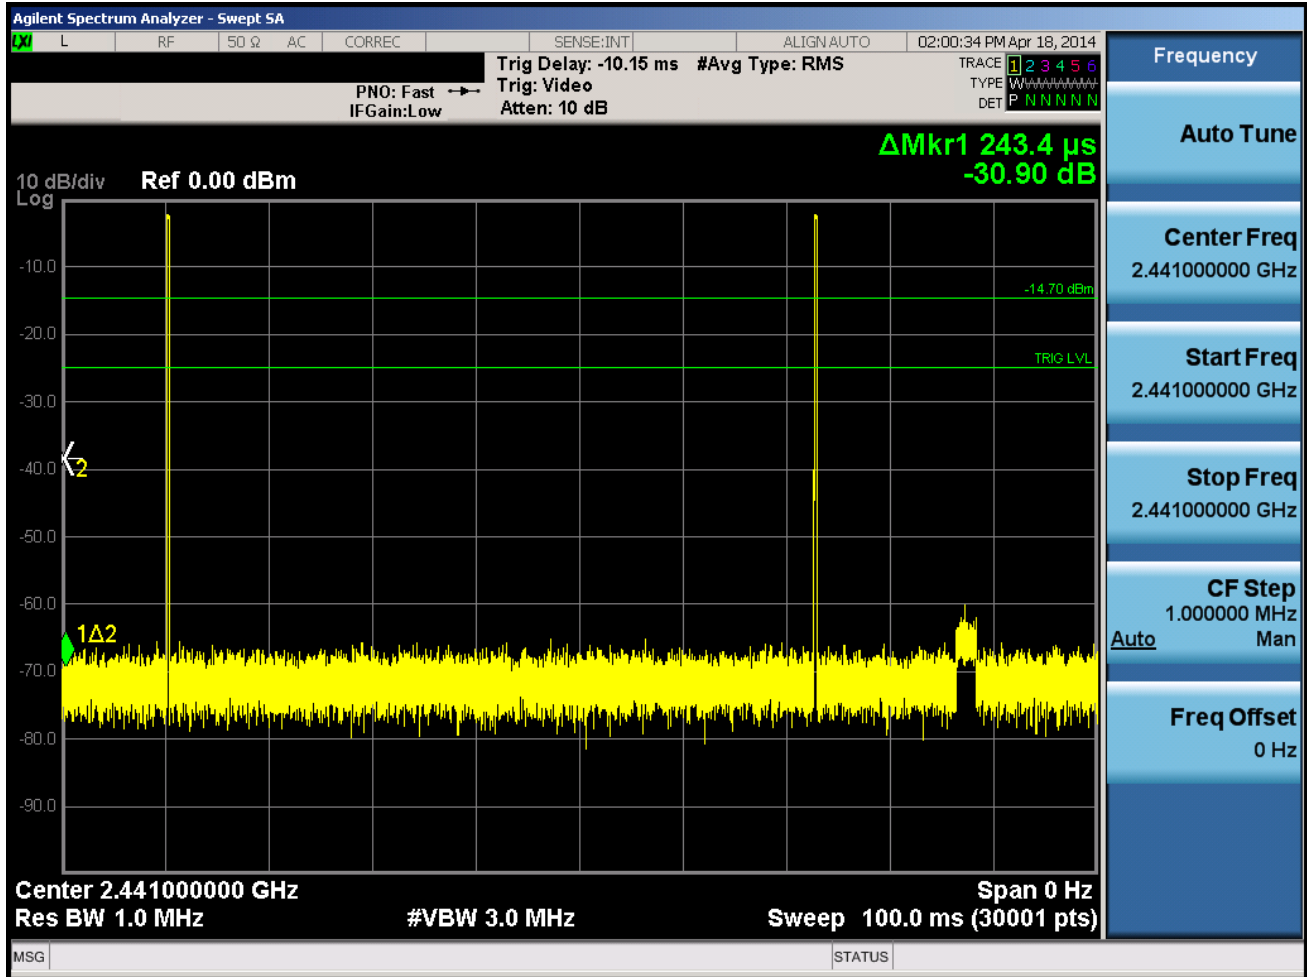 Agilent Spectrum Analyzer - Swept SA
LXI L RF 50 Ω AC CORREC SENSE:INT ALIGNAUTO 02:00:34 PM Apr 18, 2014
Trig Delay: -10.15 ms #Avg Type: RMS
TRACE 1 2 3 4 5 6
PNO: Fast Trig: Video
TYPE WWWWWW
IFGain:Low Atten: 10 dB
DET P N N N N N
ΔMkr1 243.4 µs
-30.90 dB
10 dB/div Ref 0.00 dBm
Log
-10.0
-14.70 dBm
-20.0
TRIG LVL
-30.0
-40.0
2
-50.0
-60.0
1Δ2
-70.0
-80.0
-90.0
Center 2.441000000 GHz Span 0 Hz
Res BW 1.0 MHz #VBW 3.0 MHz Sweep 100.0 ms (30001 pts)
MSG STATUS
Frequency
Auto Tune
Center Freq
2.441000000 GHz
Start Freq
2.441000000 GHz
Stop Freq
2.441000000 GHz
CF Step
1.000000 MHz
Auto Man
Freq Offset
0 Hz